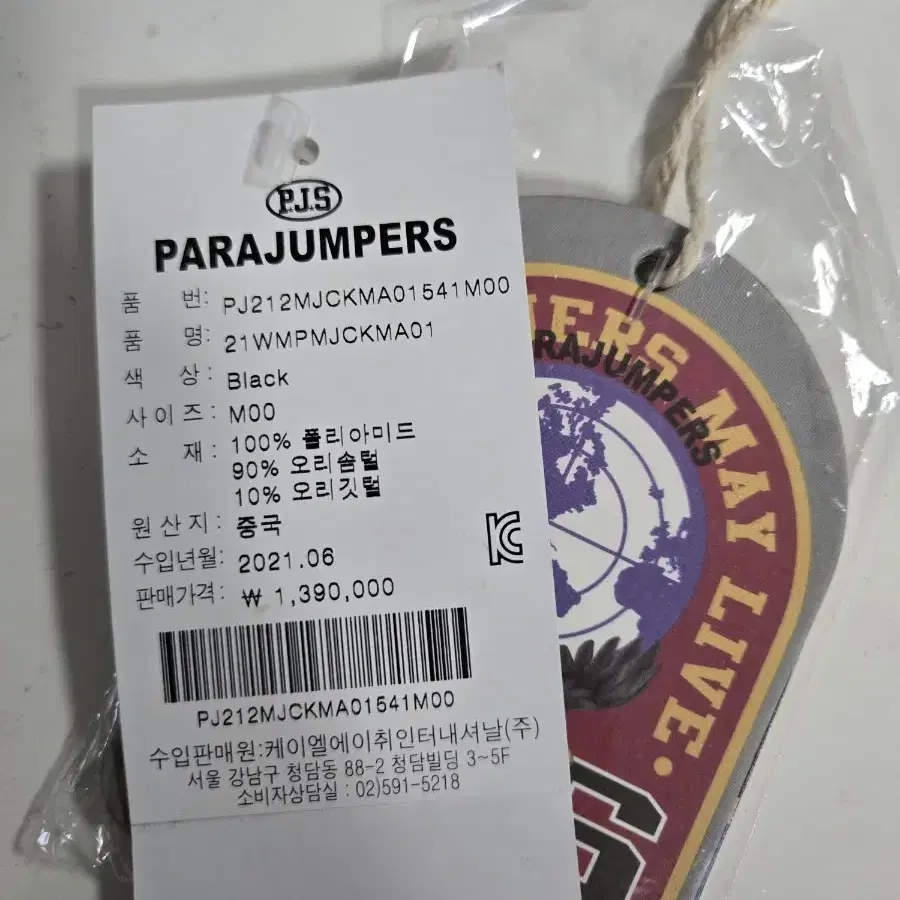 P.J.S
PARAJUMPERS
품 번: PJ212MJCKMA01541M00
품 명: 21WMPMJCKMA01
색 상: Black
사이즈: M00
소 재: 100% 폴리아미드
90% 오리솜털
10% 오리깃털
원산지: 중국
수입년월: 2021.06
판매가격: ₩ 1,390,000
PJ212MJCKMA01541M00
수입판매원:케이엘에이취인터내셔날(주)
서울 강남구 청담동 88-2 청담빌딩 3~5F
소비자상담실 : 02)591-5218
HERS MAY LIVE.
RAJUMPERS